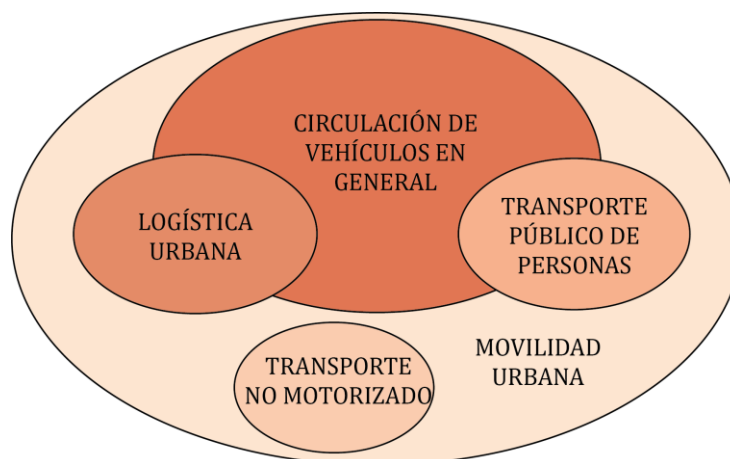 CIRCULACIÓN DE
VEHÍCULOS EN
GENERAL
LOGÍSTICA
URBANA
TRANSPORTE
PÚBLICO DE
PERSONAS
TRANSPORTE
NO MOTORIZADO
MOVILIDAD
URBANA